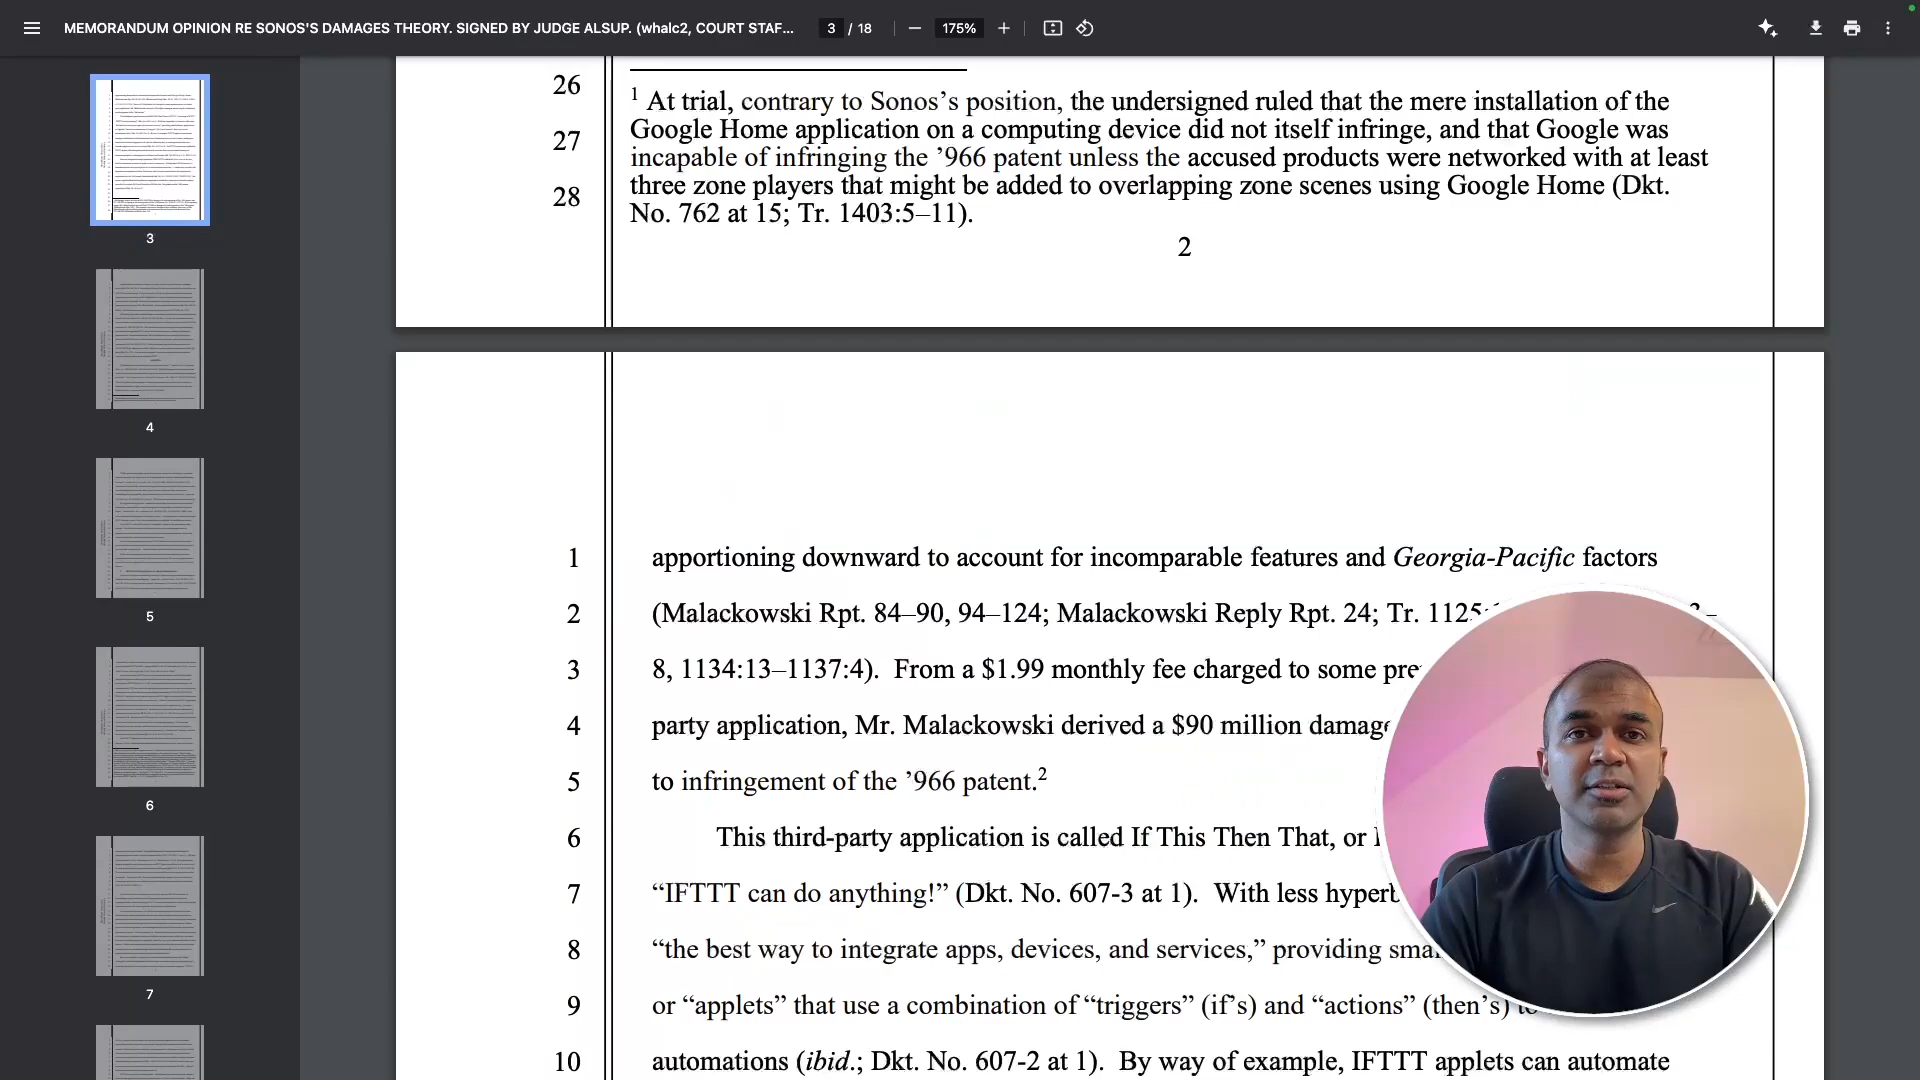 MEMORANDUM OPINION RE SONOS'S DAMAGES THEORY. SIGNED BY JUDGE ALSUP. (whalc2, COURT STAF...
3 / 18
175%
3
4
5
6
7
26
27
28
1 At trial, contrary to Sonos’s position, the undersigned ruled that the mere installation of the
Google Home application on a computing device did not itself infringe, and that Google was
incapable of infringing the ’966 patent unless the accused products were networked with at least
three zone players that might be added to overlapping zone scenes using Google Home (Dkt.
No. 762 at 15; Tr. 1403:5–11).
2
1 apportioning downward to account for incomparable features and Georgia-Pacific factors
2 (Malackowski Rpt. 84–90, 94–124; Malackowski Reply Rpt. 24; Tr. 1125:
3 8, 1134:13–1137:4). From a $1.99 monthly fee charged to some
4 party application, Mr. Malackowski derived a $90 million
5 to infringement of the ’966 patent.2
6 This third-party application is called If This Then That, or
7 “IFTTT can do anything!” (Dkt. No. 607-3 at 1). With less
8 “the best way to integrate apps, devices, and services,” providing
9 or “applets” that use a combination of “triggers” (if’s) and “actions” (then’s)
10 automations (ibid.; Dkt. No. 607-2 at 1). By way of example, IFTTT applets can automate